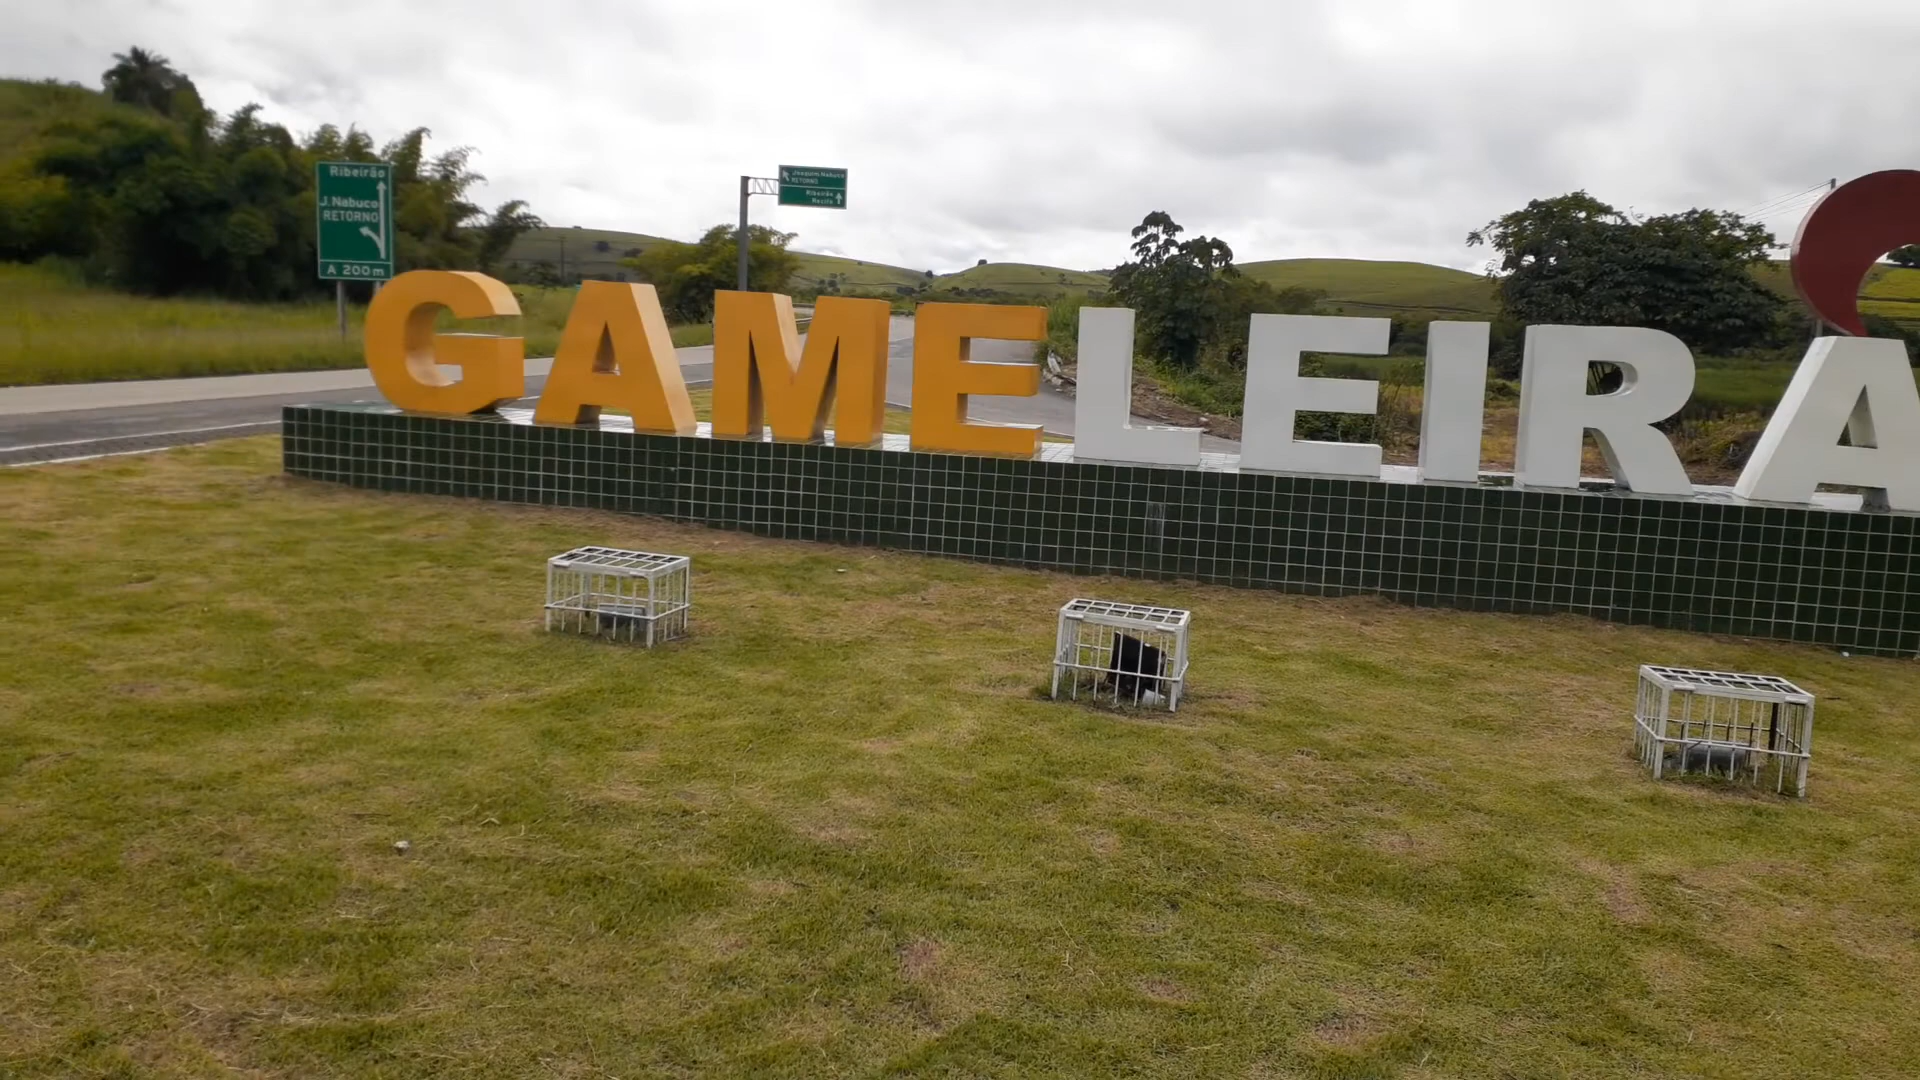 Ribeirão
J. Nabuco
RETORNO
A 200m
Joaquim Nabuco
RETORNO
Ribeirão
Recife
GAMELEIRA